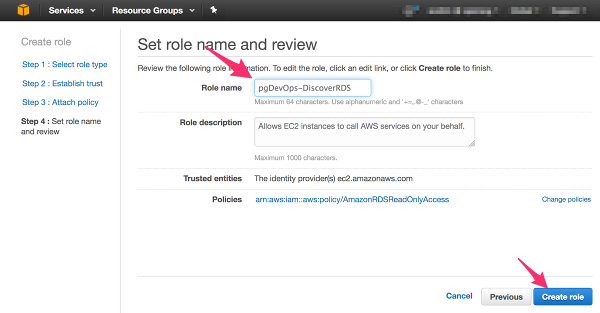 Services
Resource Groups
Create role
Step 1 : Select role type
Step 2 : Establish trust
Step 3 : Attach policy
Step 4 : Set role name and review
Set role name and review
Review the following role information. To edit the role, click an edit link, or click Create role to finish.
Role name
pgDevOps-DiscoverRDS
Maximum 64 characters. Use alphanumeric and '+=,.@-_' characters
Role description
Allows EC2 instances to call AWS services on your behalf.
Maximum 1000 characters.
Trusted entities
The identity provider(s) ec2.amazonaws.com
Policies
arn:aws:iam::aws:policy/AmazonRDSReadOnlyAccess
Change policies
Cancel
Previous
Create role